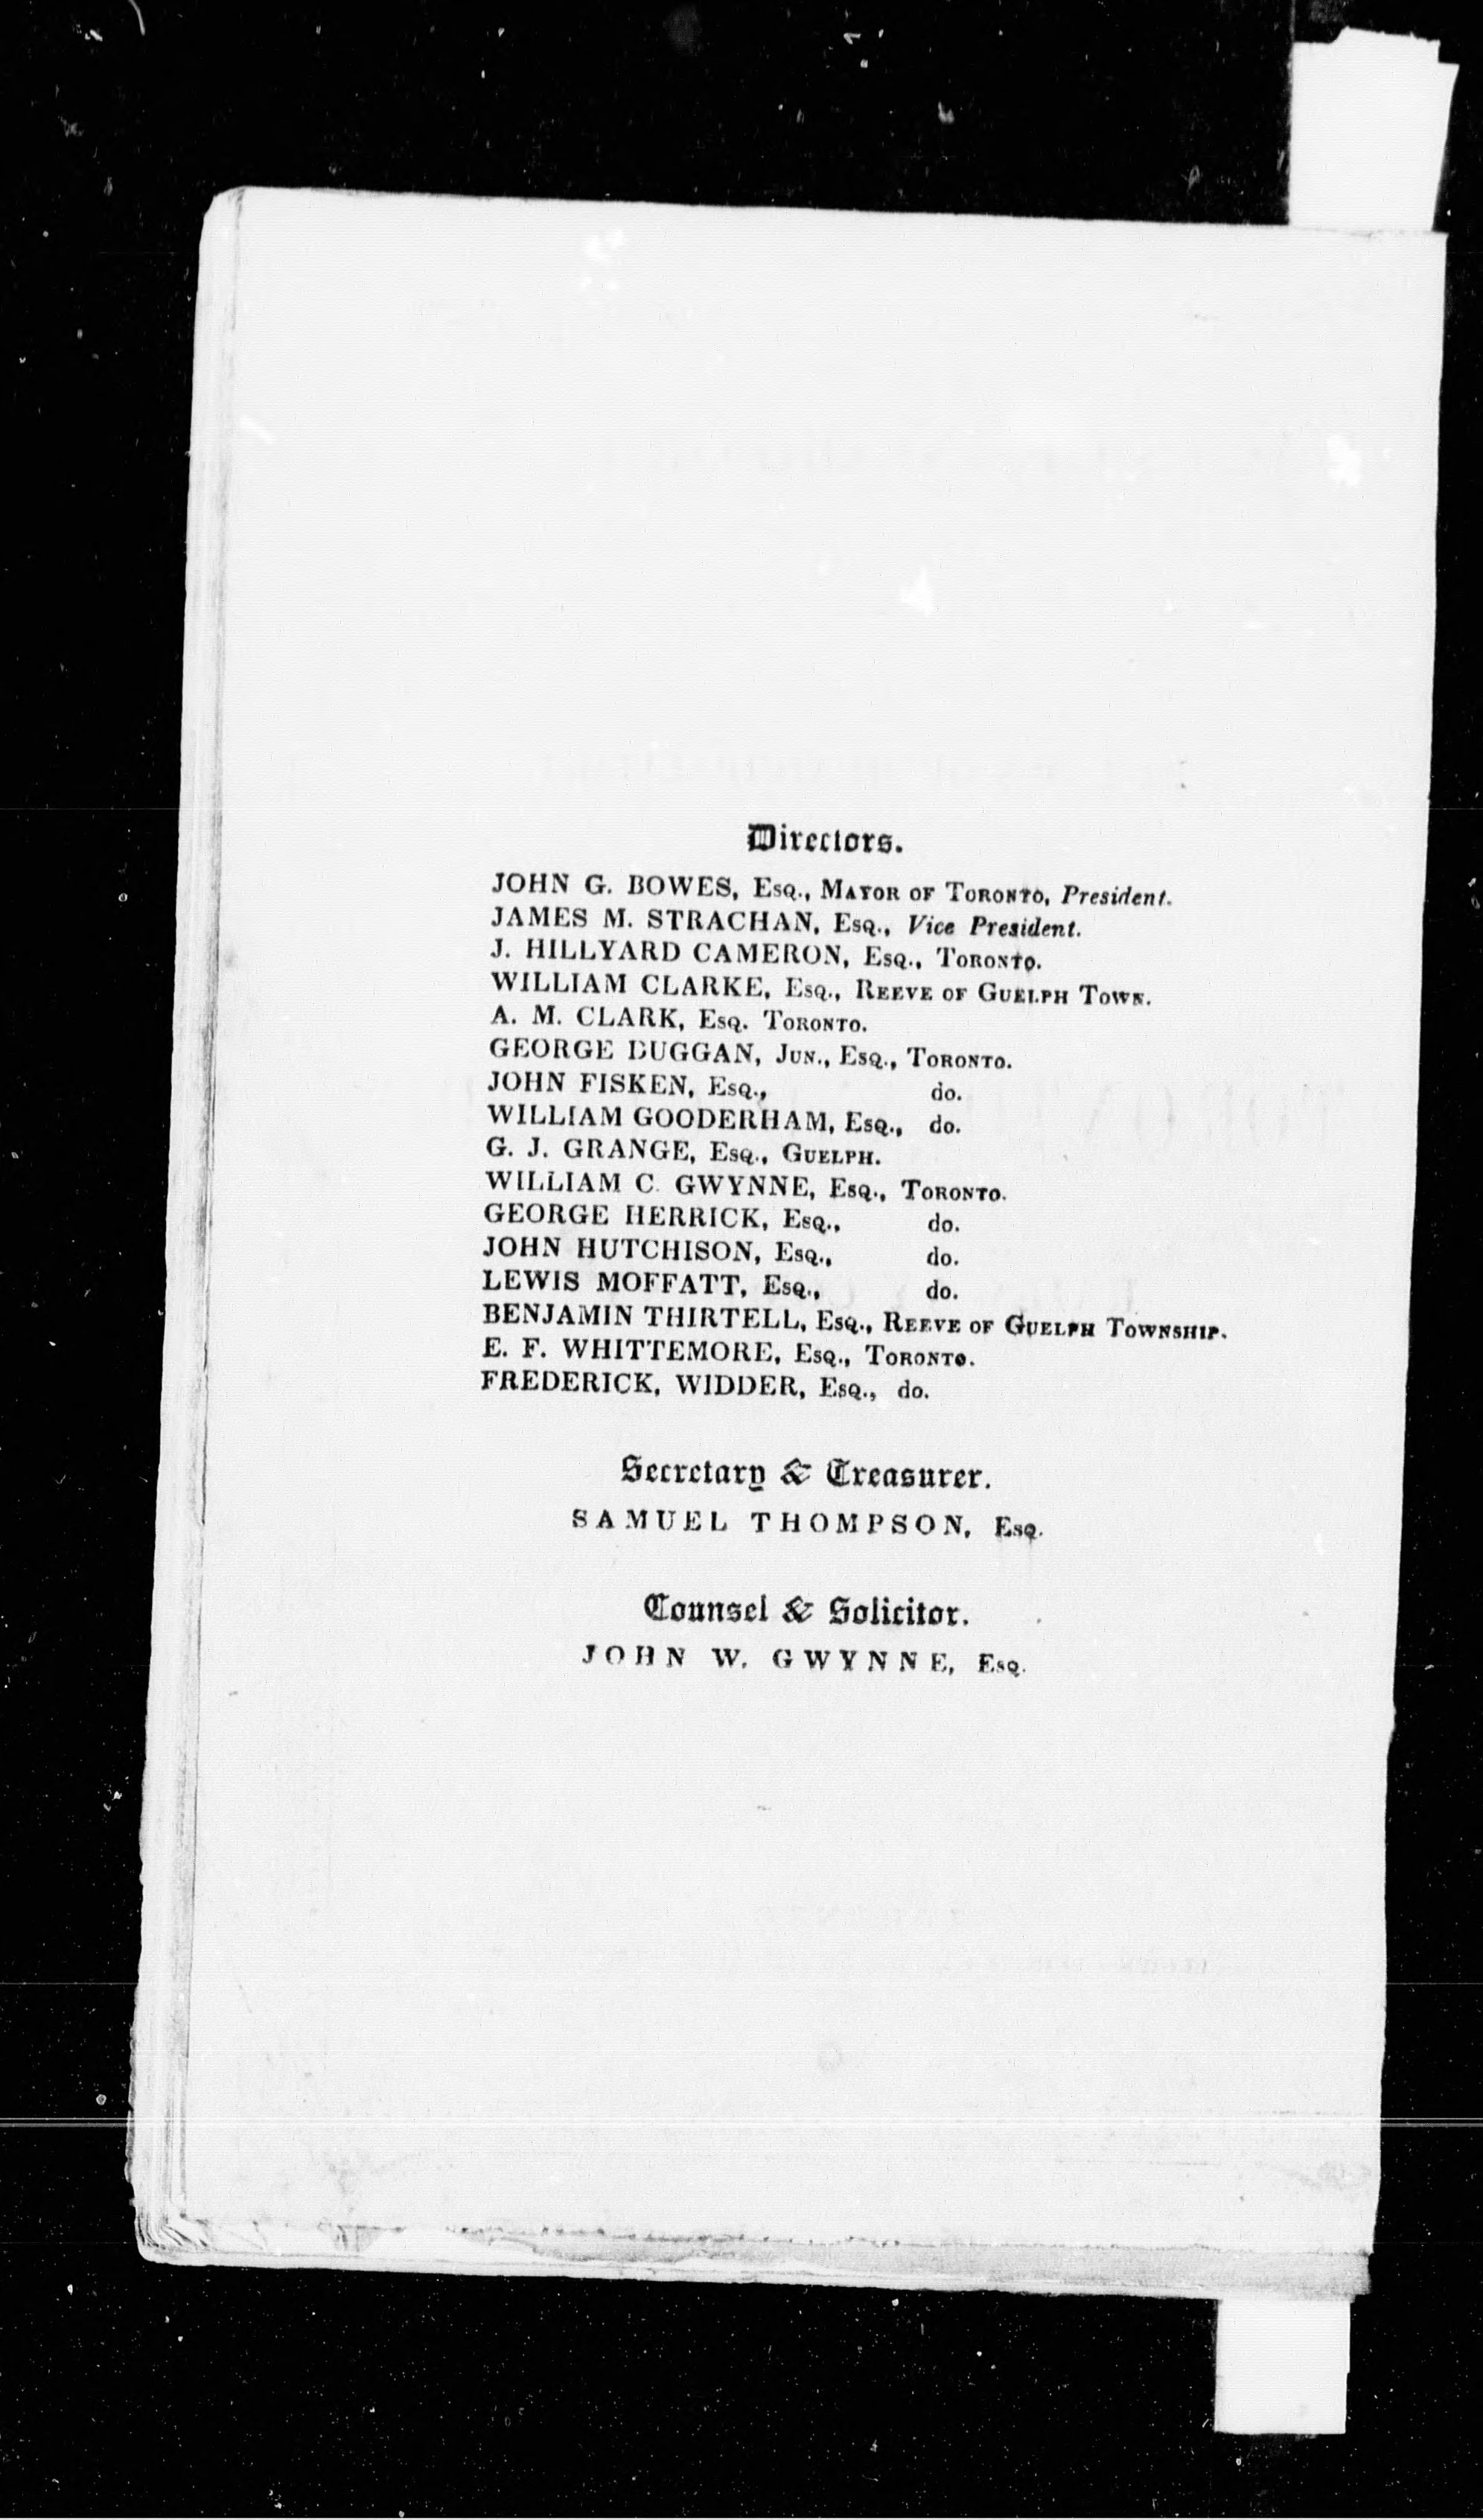 Directors.
JOHN G. BOWES, Esq., Mayor of Toronto, President.
JAMES M. STRACHAN, Esq., Vice President.
J. HILLYARD CAMERON, Esq., Toronto.
WILLIAM CLARKE, Esq., Reeve of Guelph Town.
A. M. CLARK, Esq. Toronto.
GEORGE DUGGAN, Jun., Esq., Toronto.
JOHN FISKEN, Esq., do.
WILLIAM GOODERHAM, Esq., do.
G. J. GRANGE, Esq., Guelph.
WILLIAM C. GWYNNE, Esq., Toronto.
GEORGE HERRICK, Esq., do.
JOHN HUTCHISON, Esq., do.
LEWIS MOFFATT, Esq., do.
BENJAMIN THIRTELL, Esq., Reeve of Guelph Township.
E. F. WHITTEMORE, Esq., Toronto.
FREDERICK, WIDDER, Esq., do.
Secretary & Treasurer.
SAMUEL THOMPSON, Esq.
Counsel & Solicitor.
JOHN W. GWYNNE, Esq.